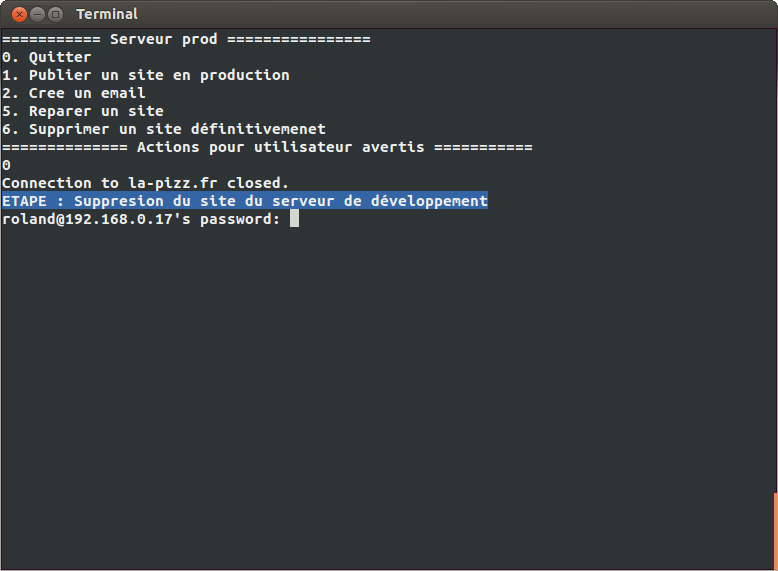 Terminal
=========== Serveur prod ================
0. Quitter
1. Publier un site en production
2. Cree un email
5. Reparer un site
6. Supprimer un site définitivemenet
============== Actions pour utilisateur avertis ===========
0
Connection to la-pizz.fr closed.
ETAPE : Suppresion du site du serveur de développement
roland@192.168.0.17's password: